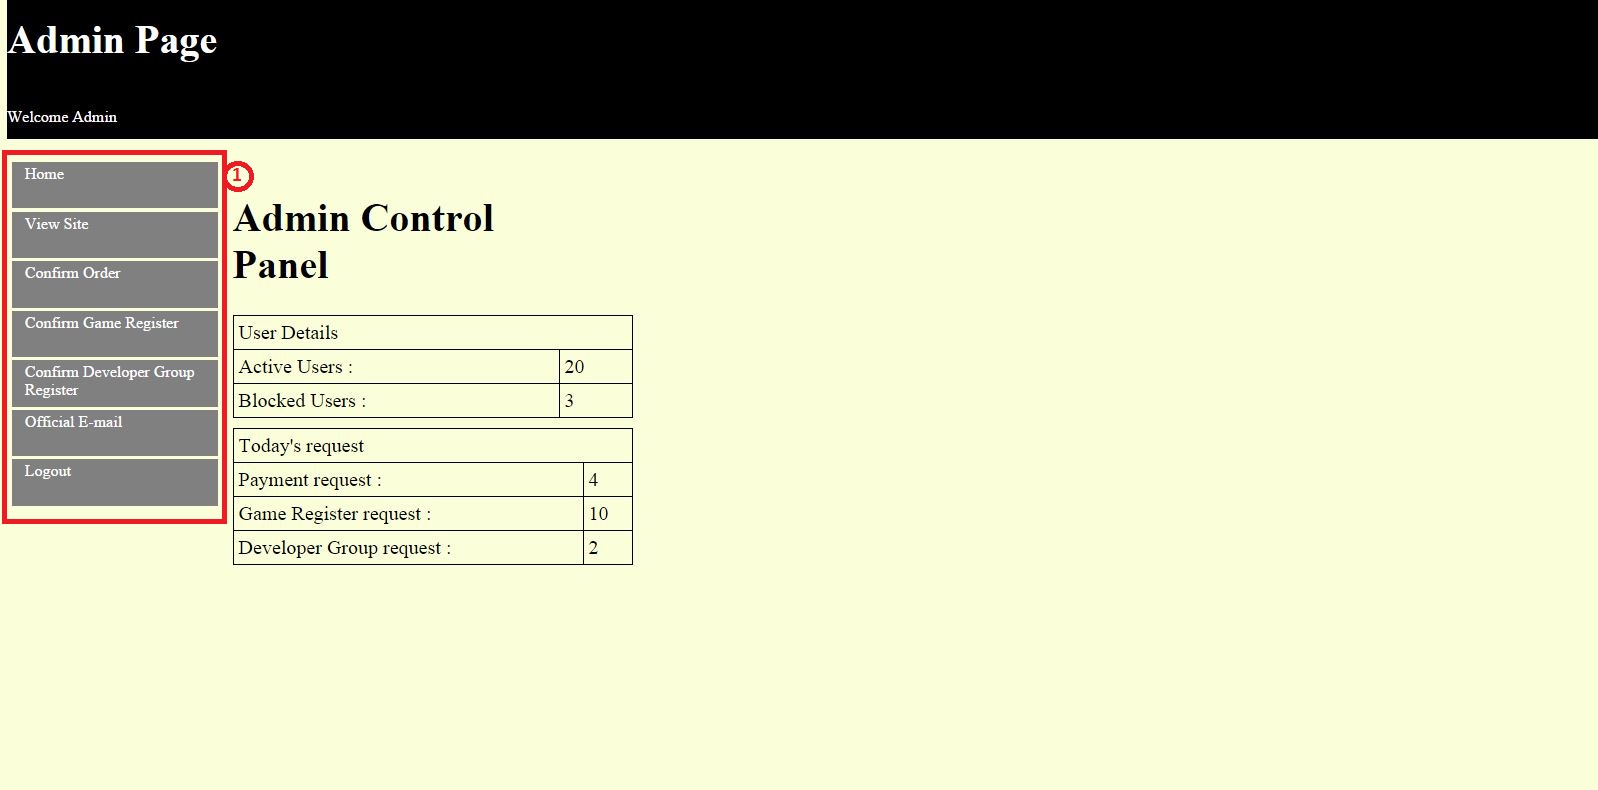 Admin Page
Welcome Admin
Home
View Site
Confirm Order
Confirm Game Register
Confirm Developer Group
Register
Official E-mail
Logout
1
Admin Control
Panel
User Details
Active Users : 20
Blocked Users : 3
Today's request
Payment request : 4
Game Register request : 10
Developer Group request : 2